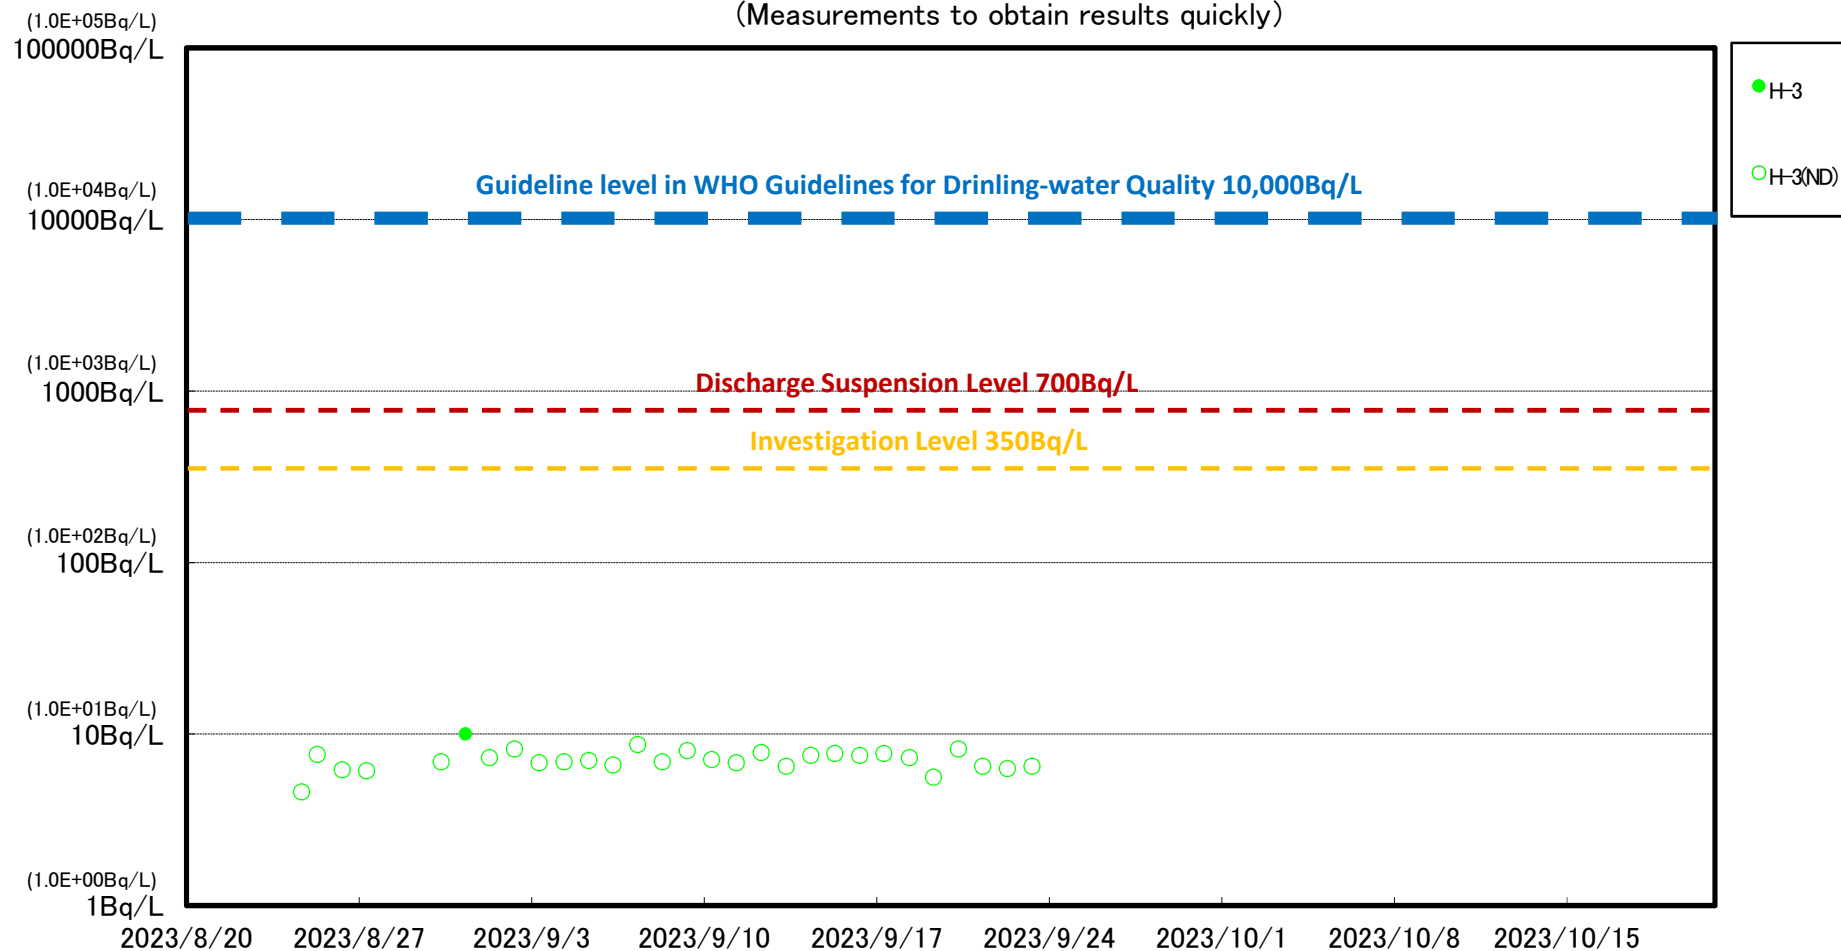 (Measurements to obtain results quickly)
(1.0E+05Bq/L)
100000Bq/L
H-3
H-3(ND)
Guideline level in WHO Guidelines for Drinling-water Quality 10,000Bq/L
(1.0E+04Bq/L)
10000Bq/L
(1.0E+03Bq/L)
1000Bq/L
Discharge Suspension Level 700Bq/L
Investigation Level 350Bq/L
(1.0E+02Bq/L)
100Bq/L
(1.0E+01Bq/L)
10Bq/L
(1.0E+00Bq/L)
1Bq/L
2023/8/20 2023/8/27 2023/9/3 2023/9/10 2023/9/17 2023/9/24 2023/10/1 2023/10/8 2023/10/15